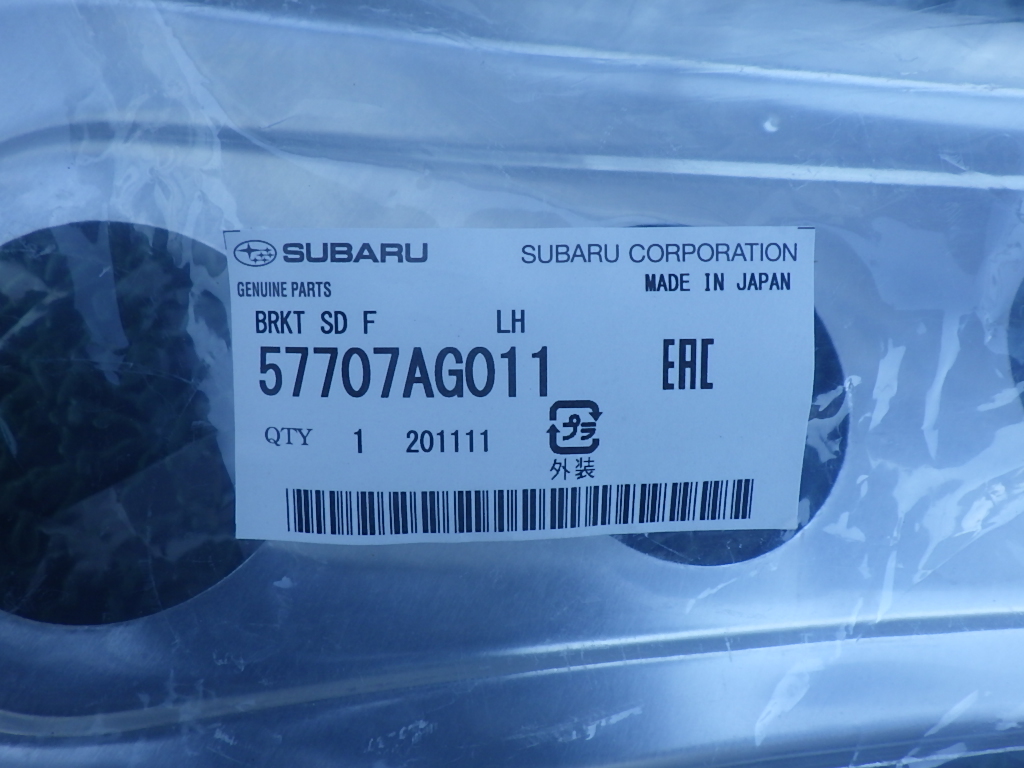 SUBARU SUBARU CORPORATION
GENUINE PARTS MADE IN JAPAN
BRKT SD F LH
57707AG011 EAC
QTY 1 201111
プラ
外装